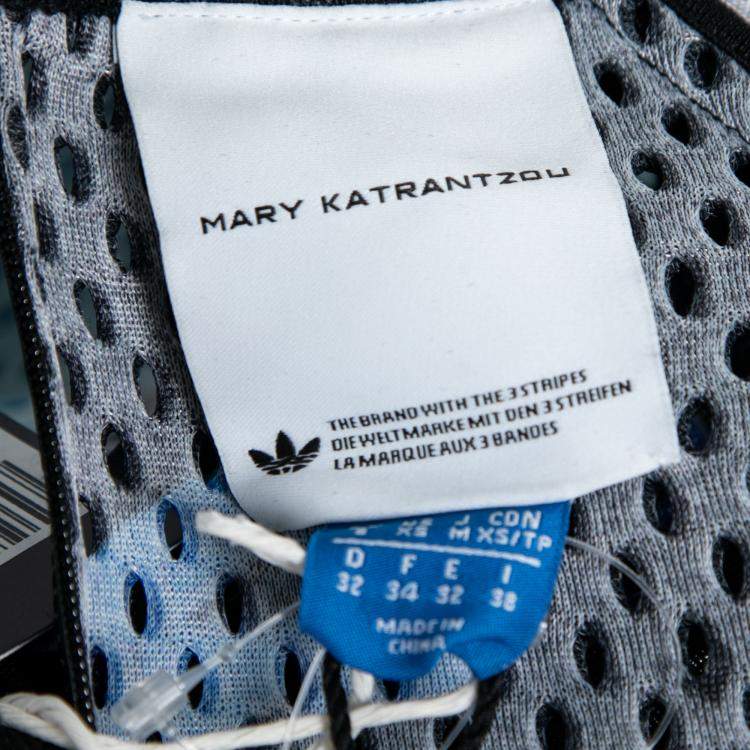 MARY KATRANTZOU
THE BRAND WITH THE 3 STRIPES
DIE WELTMARKE MIT DEN 3 STREIFEN
LA MARQUE AUX 3 BANDES
J CDN
XS M XS/TP
D F E I
32 34 32 38
MADE IN
CHINA